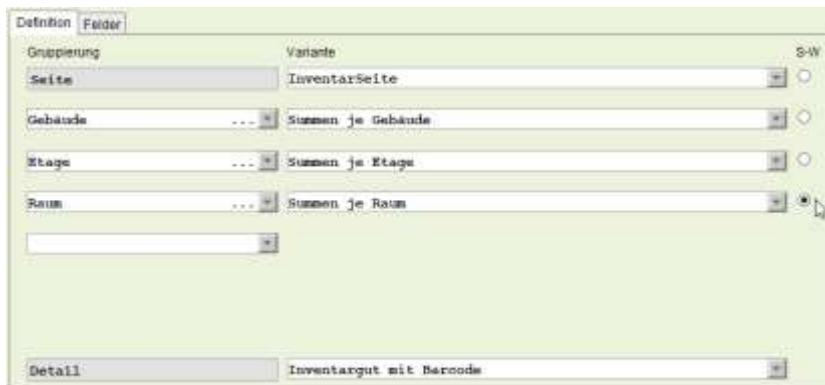 Definition Felder
Gruppierung Variante S-W
Seite InventarSeite
Gebäude ... Summen je Gebäude
Etage ... Summen je Etage
Raum ... Summen je Raum
Detail Inventargut mit Barcode